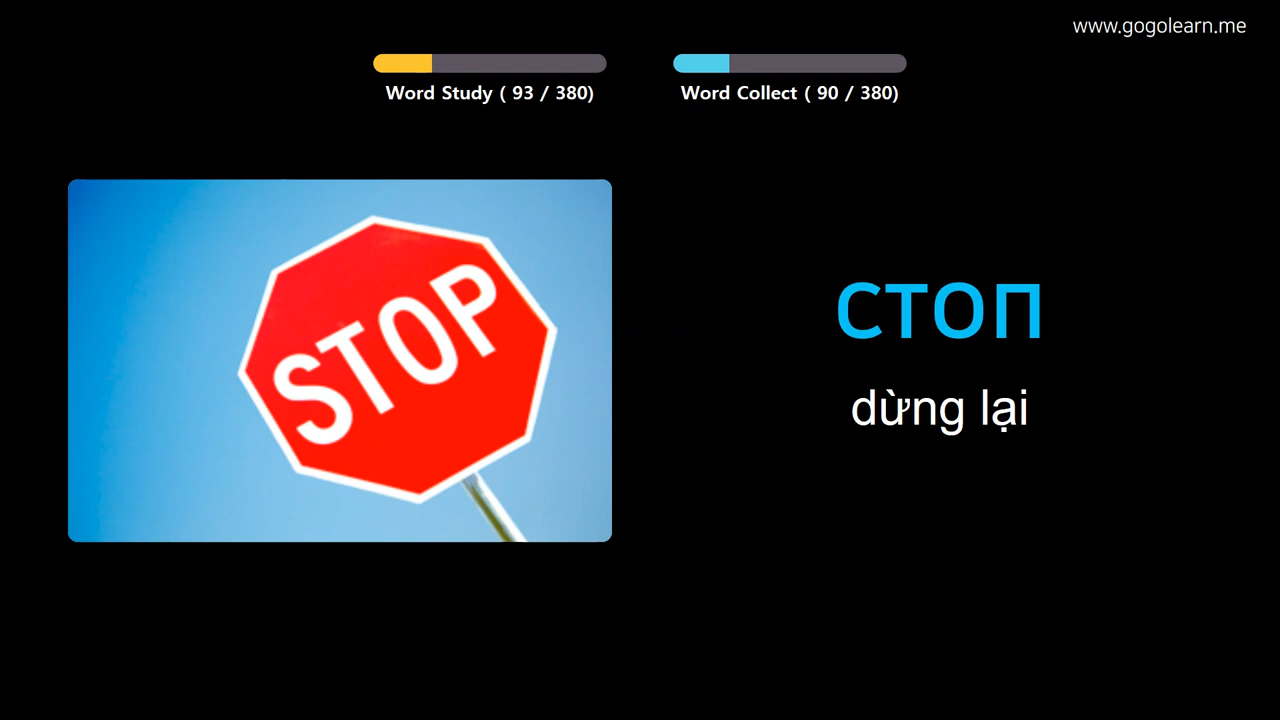 www.gogolearn.me
Word Study ( 93 / 380)
Word Collect ( 90 / 380)
STOP
стоп
dừng lại